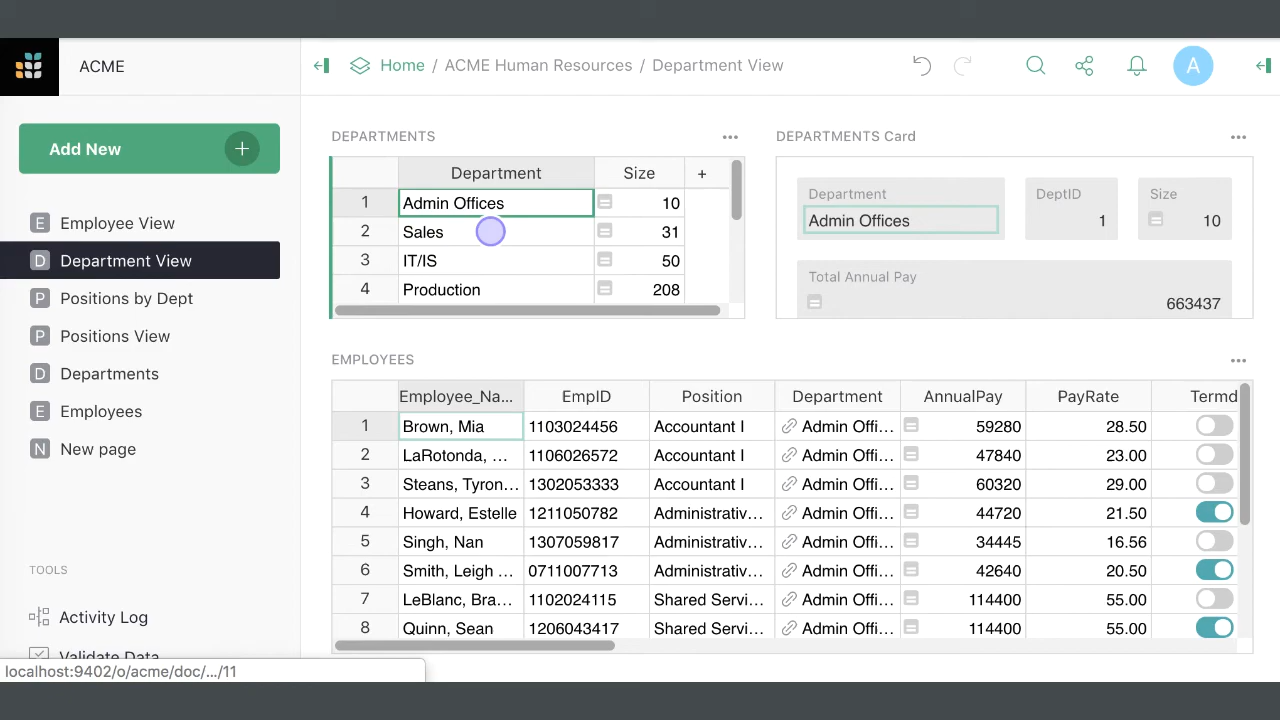 ACME
Home / ACME Human Resources / Department View
A
Add New +
E Employee View
D Department View
P Positions by Dept
P Positions View
D Departments
E Employees
N New page
TOOLS
Activity Log
Validate Data
localhost:9402/o/acme/doc/.../11
DEPARTMENTS
Department Size +
1 Admin Offices = 10
2 Sales = 31
3 IT/IS = 50
4 Production = 208
DEPARTMENTS Card
Department DeptID Size
Admin Offices 1 = 10
Total Annual Pay
= 663437
EMPLOYEES
Employee_Na... EmpID Position Department AnnualPay PayRate Termd
1 Brown, Mia 1103024456 Accountant I Admin Offi... = 59280 28.50
2 LaRotonda, ... 1106026572 Accountant I Admin Offi... = 47840 23.00
3 Steans, Tyron... 1302053333 Accountant I Admin Offi... = 60320 29.00
4 Howard, Estelle 1211050782 Administrativ... Admin Offi... = 44720 21.50
5 Singh, Nan 1307059817 Administrativ... Admin Offi... = 34445 16.56
6 Smith, Leigh ... 0711007713 Administrativ... Admin Offi... = 42640 20.50
7 LeBlanc, Bra... 1102024115 Shared Servi... Admin Offi... = 114400 55.00
8 Quinn, Sean 1206043417 Shared Servi... Admin Offi... = 114400 55.00